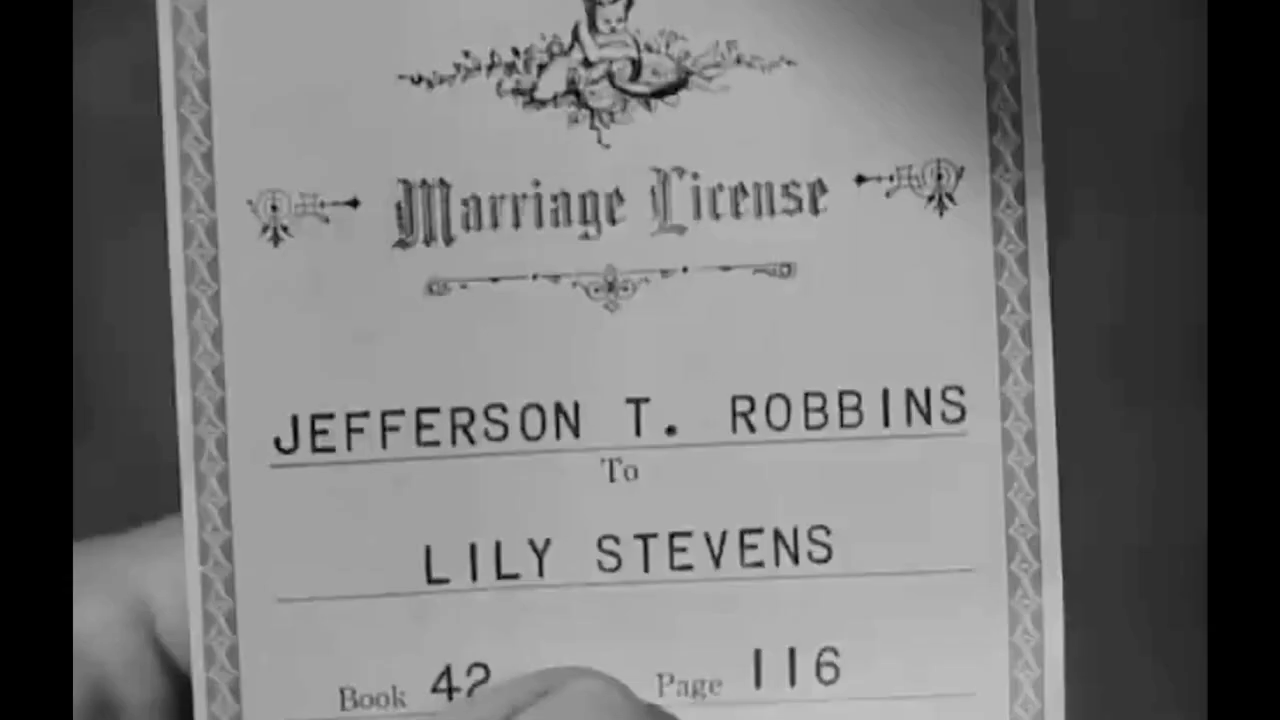 Marriage License
JEFFERSON T. ROBBINS
To
LILY STEVENS
Book 42 Page 116